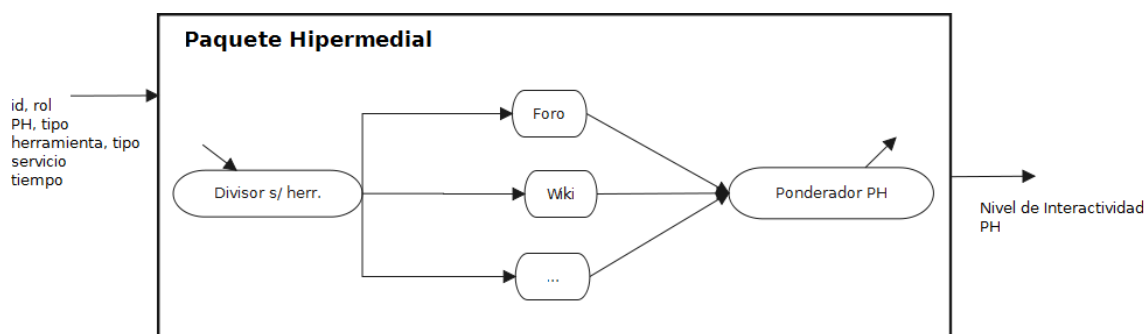 Paquete Hipermedial
id, rol
PH, tipo
herramienta, tipo
servicio
tiempo
Divisor s/ herr.
Foro
Wiki
...
Ponderador PH
Nivel de Interactividad
PH